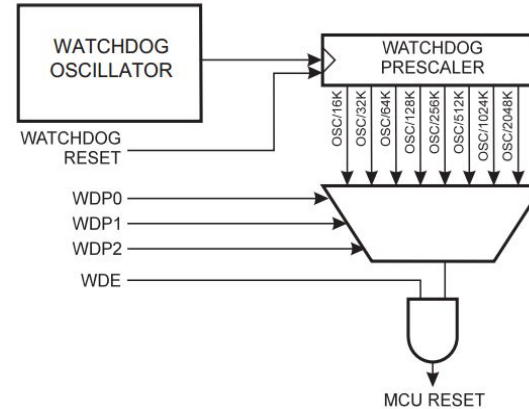 WATCHDOG
OSCILLATOR
WATCHDOG
PRESCALER
OSC/16K
OSC/32K
OSC/64K
OSC/128K
OSC/256K
OSC/512K
OSC/1024K
OSC/2048K
WATCHDOG
RESET
WDP0
WDP1
WDP2
WDE
MCU RESET